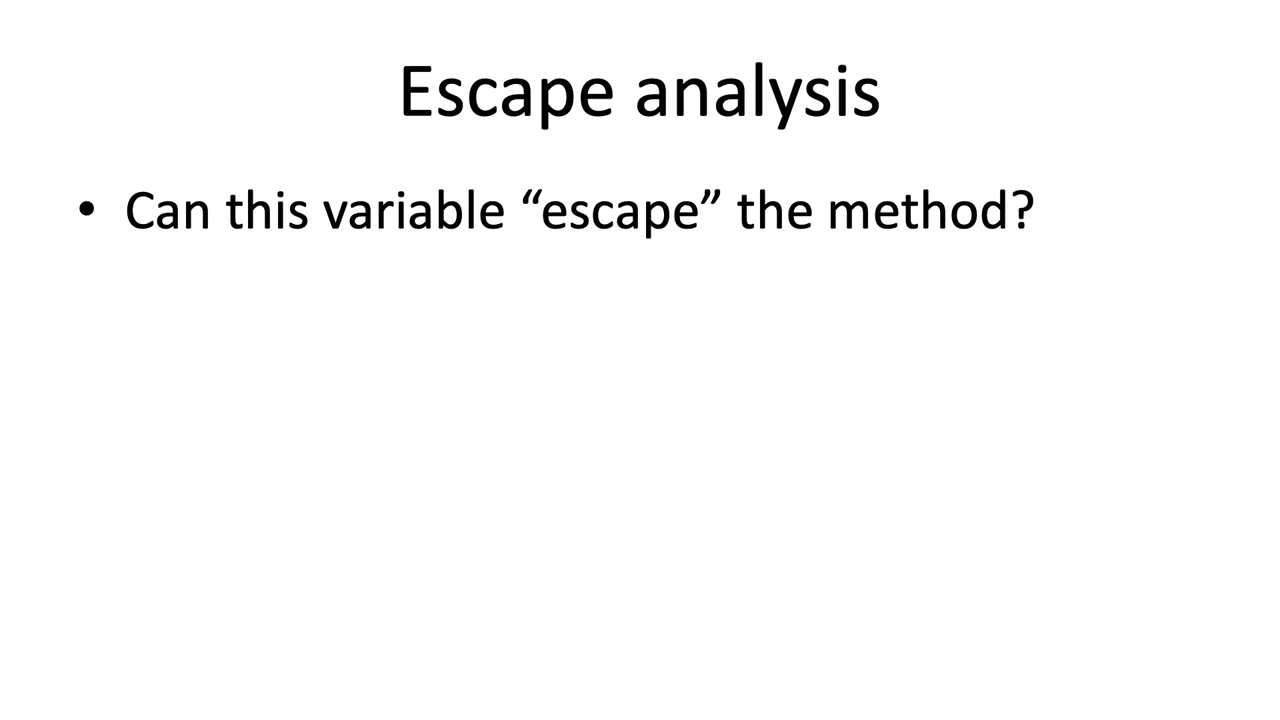 Escape analysis
• Can this variable “escape” the method?